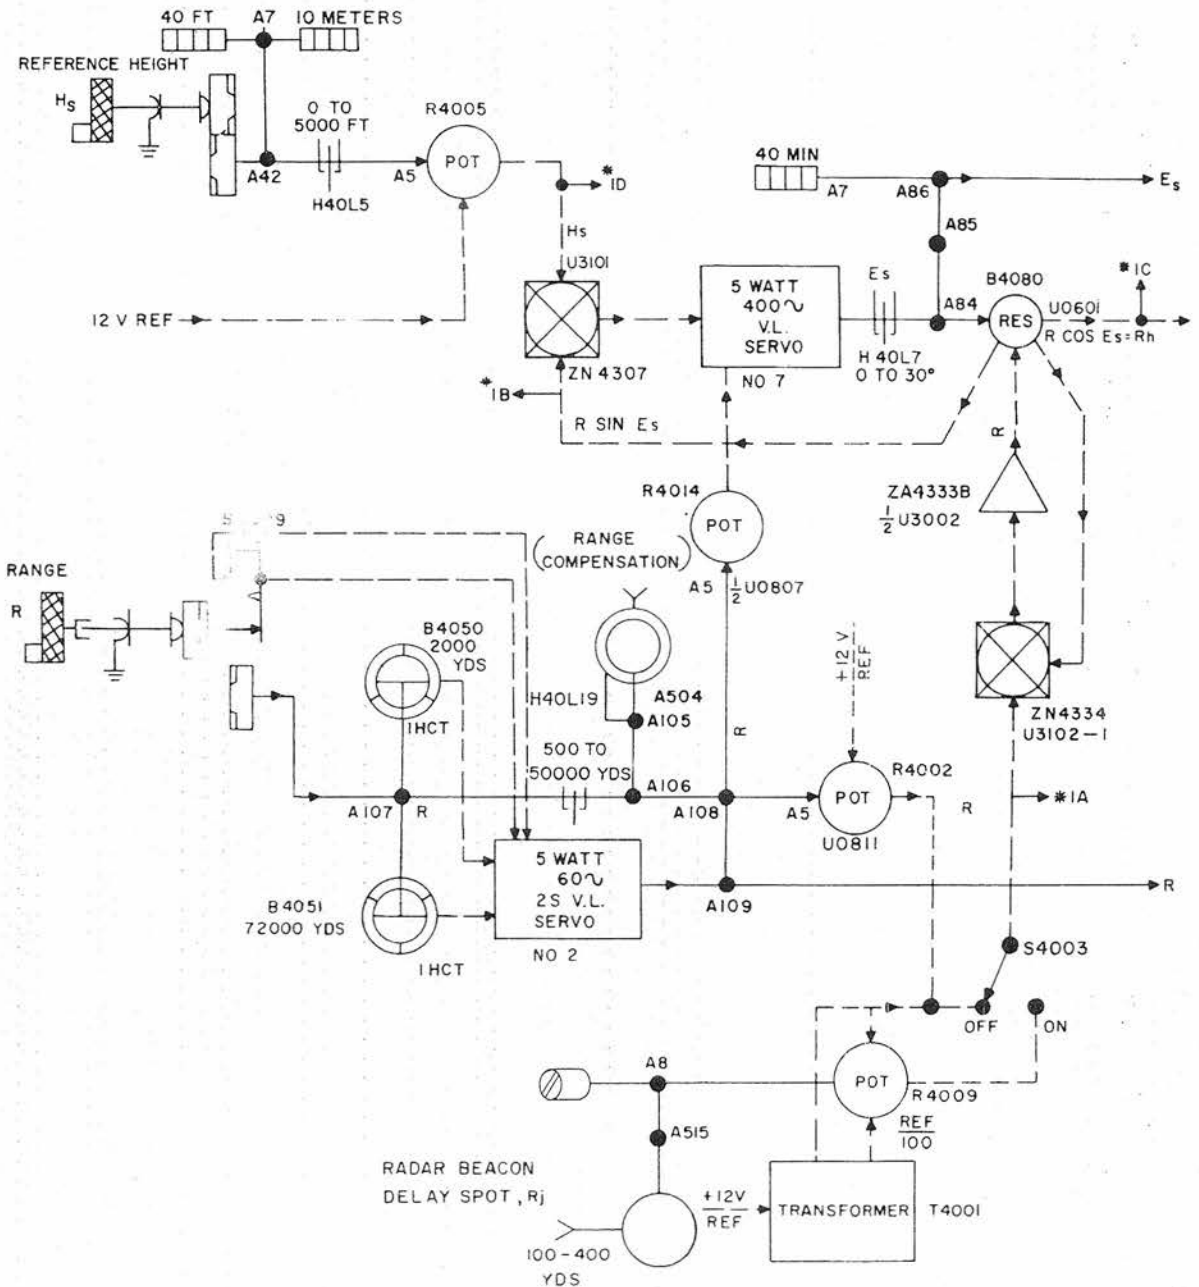 40 FT
A7
10 METERS
REFERENCE HEIGHT
Hs
0 TO
5000 FT
R4005
POT
A42
A5
H40L5
*1D
Hs
U3101
12 V REF
ZN 4307
*1B
R SIN Es
40 MIN
A7
A86
Es
A85
5 WATT
400~
V.L.
SERVO
NO 7
Es
A84
H40L7
0 TO 30°
B4080
RES
U0601
*1C
R COS Es = Rh
R
ZA4333B
1/2 U3002
R4014
POT
(RANGE
COMPENSATION)
A5
1/2 U0807
RANGE
R
B4050
2000
YDS
1HCT
H40L19
A504
A105
+12V
REF
ZN4334
U3102-1
500 TO
50000 YDS
A106
R
A107
R
A108
A5
POT
R4002
U0811
R
*1A
B4051
72000 YDS
1HCT
5 WATT
60~
2S V.L.
SERVO
NO 2
A109
R
S4003
OFF
ON
A8
POT
R4009
REF
100
A515
RADAR BEACON
DELAY SPOT, Rj
+12V
REF
TRANSFORMER
T4001
100-400
YDS